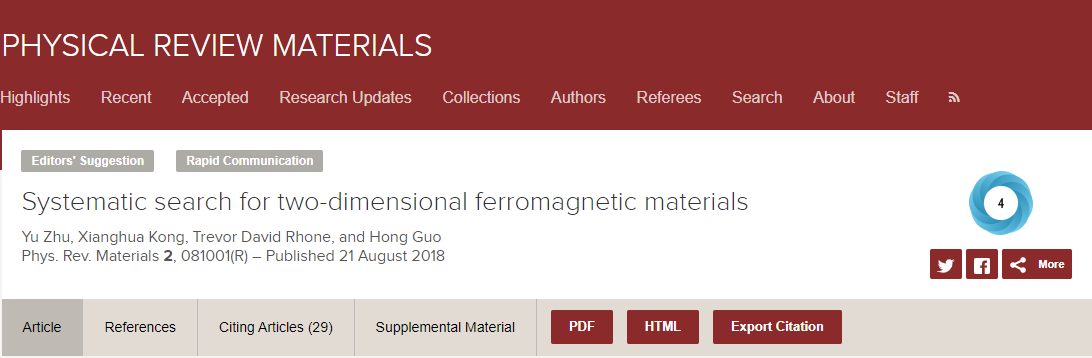 PHYSICAL REVIEW MATERIALS
Highlights Recent Accepted Research Updates Collections Authors Referees Search About Staff
Editors' Suggestion Rapid Communication
Systematic search for two-dimensional ferromagnetic materials
4
Yu Zhu, Xianghua Kong, Trevor David Rhone, and Hong Guo
Phys. Rev. Materials 2, 081001(R) – Published 21 August 2018
More
Article References Citing Articles (29) Supplemental Material PDF HTML Export Citation